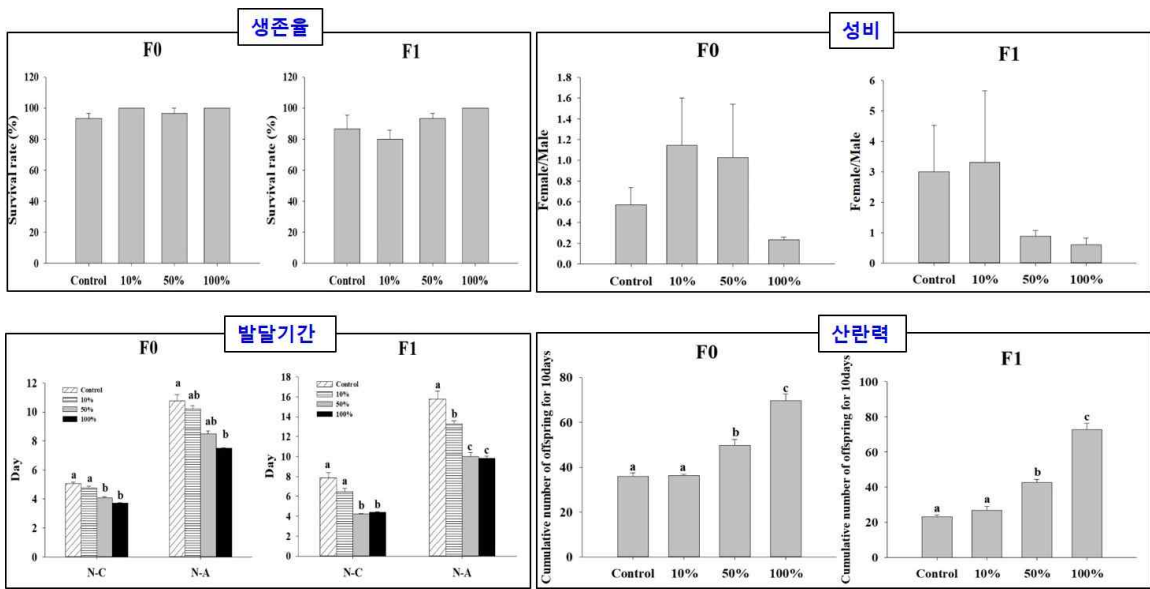 생존율
F0
F1
Survival rate (%)
120
100
80
60
40
20
0
Control 10% 50% 100%
Survival rate (%)
120
100
80
60
40
20
0
Control 10% 50% 100%
성비
F0
F1
Female/Male
1.8
1.6
1.4
1.2
1.0
0.8
0.6
0.4
0.2
0.0
Control 10% 50% 100%
Female/Male
6
5
4
3
2
1
0
Control 10% 50% 100%
발달기간
F0
F1
Day
12
10
8
6
4
2
0
Control
10%
50%
100%
a a b b
a ab ab b
N-C N-A
Day
18
16
14
12
10
8
6
4
2
0
Control
10%
50%
100%
a a b b
a b c c
N-C N-A
산란력
F0
F1
Cumulative number of offspring for 10days
80
60
40
20
0
a a b c
Control 10% 50% 100%
Cumulative number of offspring for 10days
100
80
60
40
20
0
a a b c
Control 10% 50% 100%